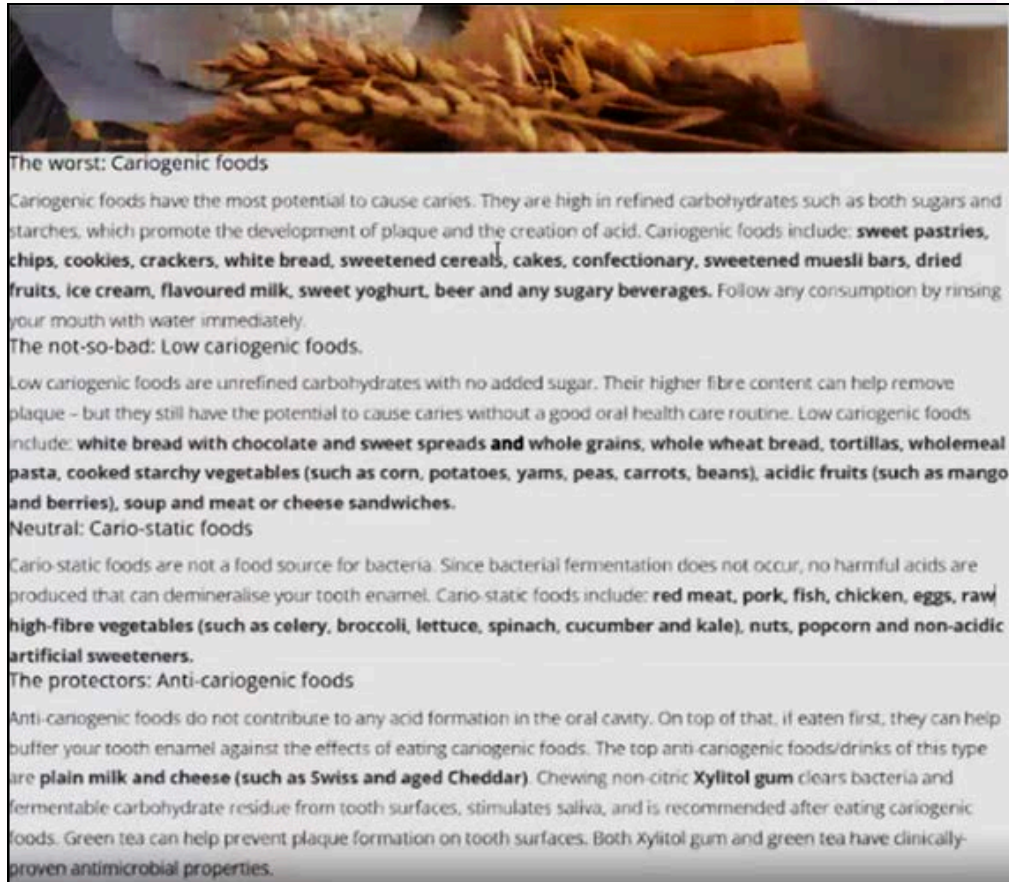 The worst: Cariogenic foods
Cariogenic foods have the most potential to cause caries. They are high in refined carbohydrates such as both sugars and
starches, which promote the development of plaque and the creation of acid. Cariogenic foods include: sweet pastries,
chips, cookies, crackers, white bread, sweetened cereals, cakes, confectionary, sweetened muesli bars, dried
fruits, ice cream, flavoured milk, sweet yoghurt, beer and any sugary beverages. Follow any consumption by rinsing
your mouth with water immediately.
The not-so-bad: Low cariogenic foods.
Low cariogenic foods are unrefined carbohydrates with no added sugar. Their higher fibre content can help remove
plaque – but they still have the potential to cause caries without a good oral health care routine. Low cariogenic foods
include: white bread with chocolate and sweet spreads and whole grains, whole wheat bread, tortillas, wholemeal
pasta, cooked starchy vegetables (such as corn, potatoes, yams, peas, carrots, beans), acidic fruits (such as mango
and berries), soup and meat or cheese sandwiches.
Neutral: Cario-static foods
Cario-static foods are not a food source for bacteria. Since bacterial fermentation does not occur, no harmful acids are
produced that can demineralise your tooth enamel. Cario-static foods include: red meat, pork, fish, chicken, eggs, raw
high-fibre vegetables (such as celery, broccoli, lettuce, spinach, cucumber and kale), nuts, popcorn and non-acidic
artificial sweeteners.
The protectors: Anti-cariogenic foods
Anti-cariogenic foods do not contribute to any acid formation in the oral cavity. On top of that, if eaten first, they can help
buffer your tooth enamel against the effects of eating cariogenic foods. The top anti-cariogenic foods/drinks of this type
are plain milk and cheese (such as Swiss and aged Cheddar). Chewing non-citric Xylitol gum clears bacteria and
fermentable carbohydrate residue from tooth surfaces, stimulates saliva, and is recommended after eating cariogenic
foods. Green tea can help prevent plaque formation on tooth surfaces. Both Xylitol gum and green tea have clinically-
proven antimicrobial properties.